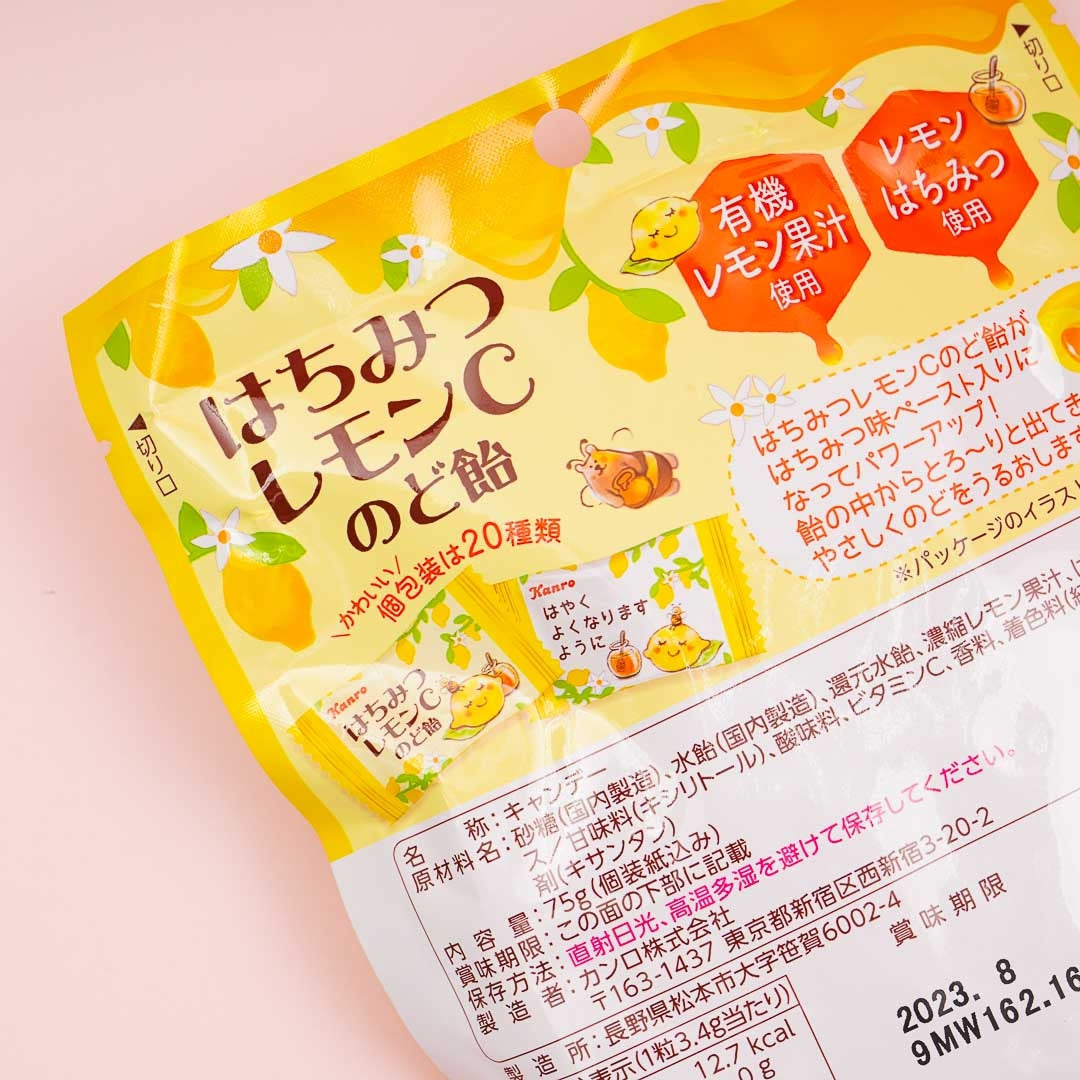 切り口
レモン
はちみつ
使用
有機
レモン果汁
使用
はちみつ
レモンC
のど飴
切り口
かわいい
個包装は20種類
はちみつレモンCのど飴が
はちみつ味ペースト入りに
なってパワーアップ！
飴の中からとろ〜りと出てき
やさしくのどをうるおします
※パッケージのイラスト
Kanro
はやく
よくなります
ように
Kanro
はちみつ
レモンC
のど飴
名称：キャンデー
原材料名：砂糖（国内製造）、水飴（国内製造）、還元水飴、濃縮レモン果汁、
ス／甘味料（キシリトール）、酸味料、ビタミンC、香料、着色料（
剤（キサンタン）
内容量：75g（個装紙込み）
賞味期限：この面の下部に記載
保存方法：直射日光、高温多湿を避けて保存してください。
製造者：カンロ株式会社
〒163-1437 東京都新宿区西新宿3-20-2
製造所：長野県松本市大字笹賀6002-4
表示（1粒3.4g当たり）
12.7 kcal
0 g
賞味期限
2023. 8
9MW162.16